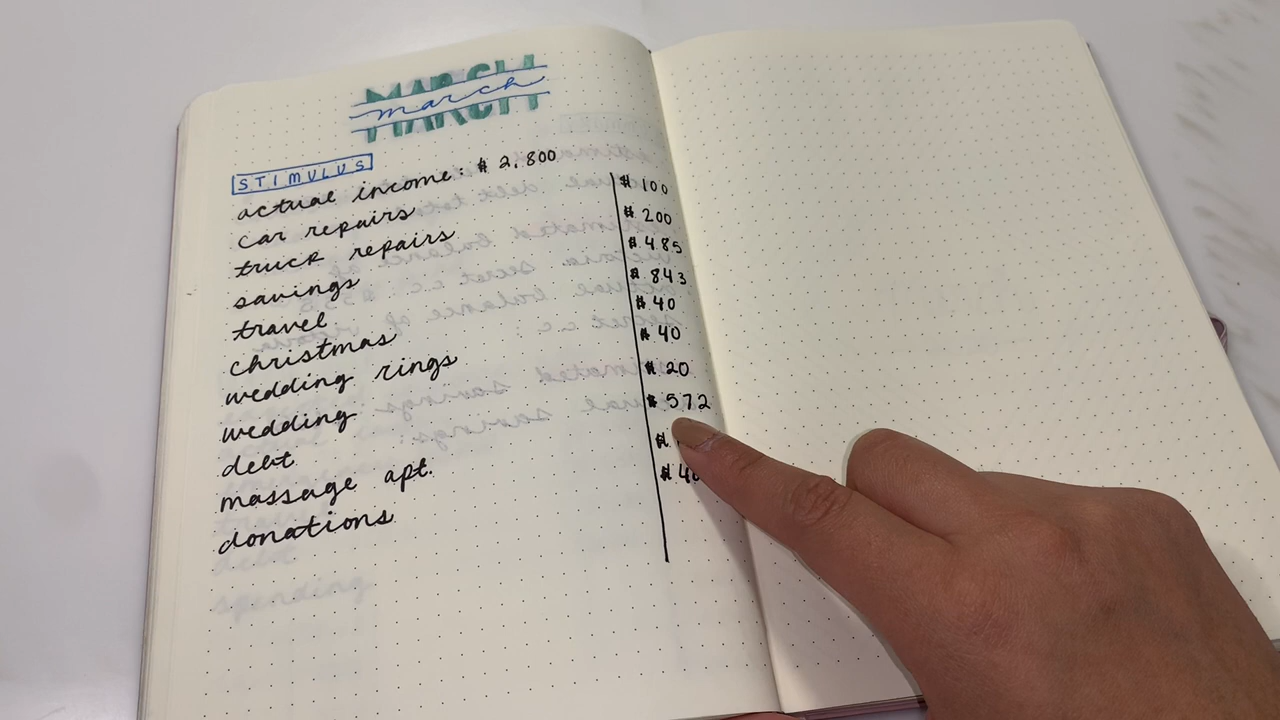 MARCH
march
STIMULUS
actual income: $ 2,800
car repairs $ 100
truck repairs $ 200
savings $ 485
travel $ 843
christmas $ 40
wedding rings $ 40
wedding $ 20
debt $ 572
massage apt. $
donations $